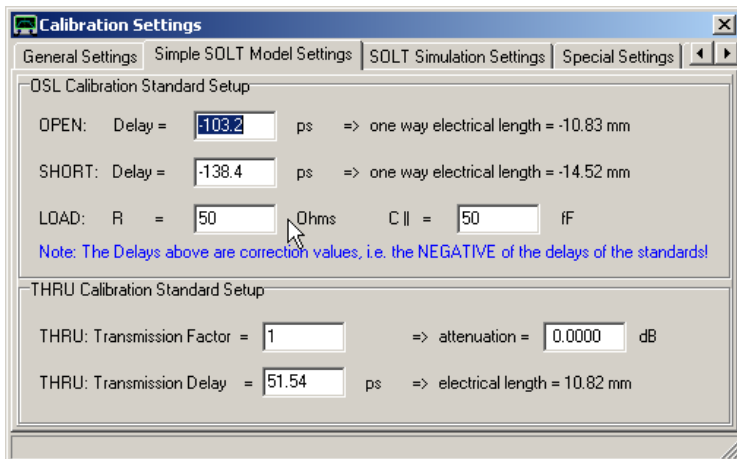 Calibration Settings
General Settings Simple SOLT Model Settings SOLT Simulation Settings Special Settings
OSL Calibration Standard Setup
OPEN: Delay = -103.2 ps => one way electrical length = -10.83 mm
SHORT: Delay = -138.4 ps => one way electrical length = -14.52 mm
LOAD: R = 50 Ohms C || = 50 fF
Note: The Delays above are correction values, i.e. the NEGATIVE of the delays of the standards!
THRU Calibration Standard Setup
THRU: Transmission Factor = 1 => attenuation = 0.0000 dB
THRU: Transmission Delay = 51.54 ps => electrical length = 10.82 mm